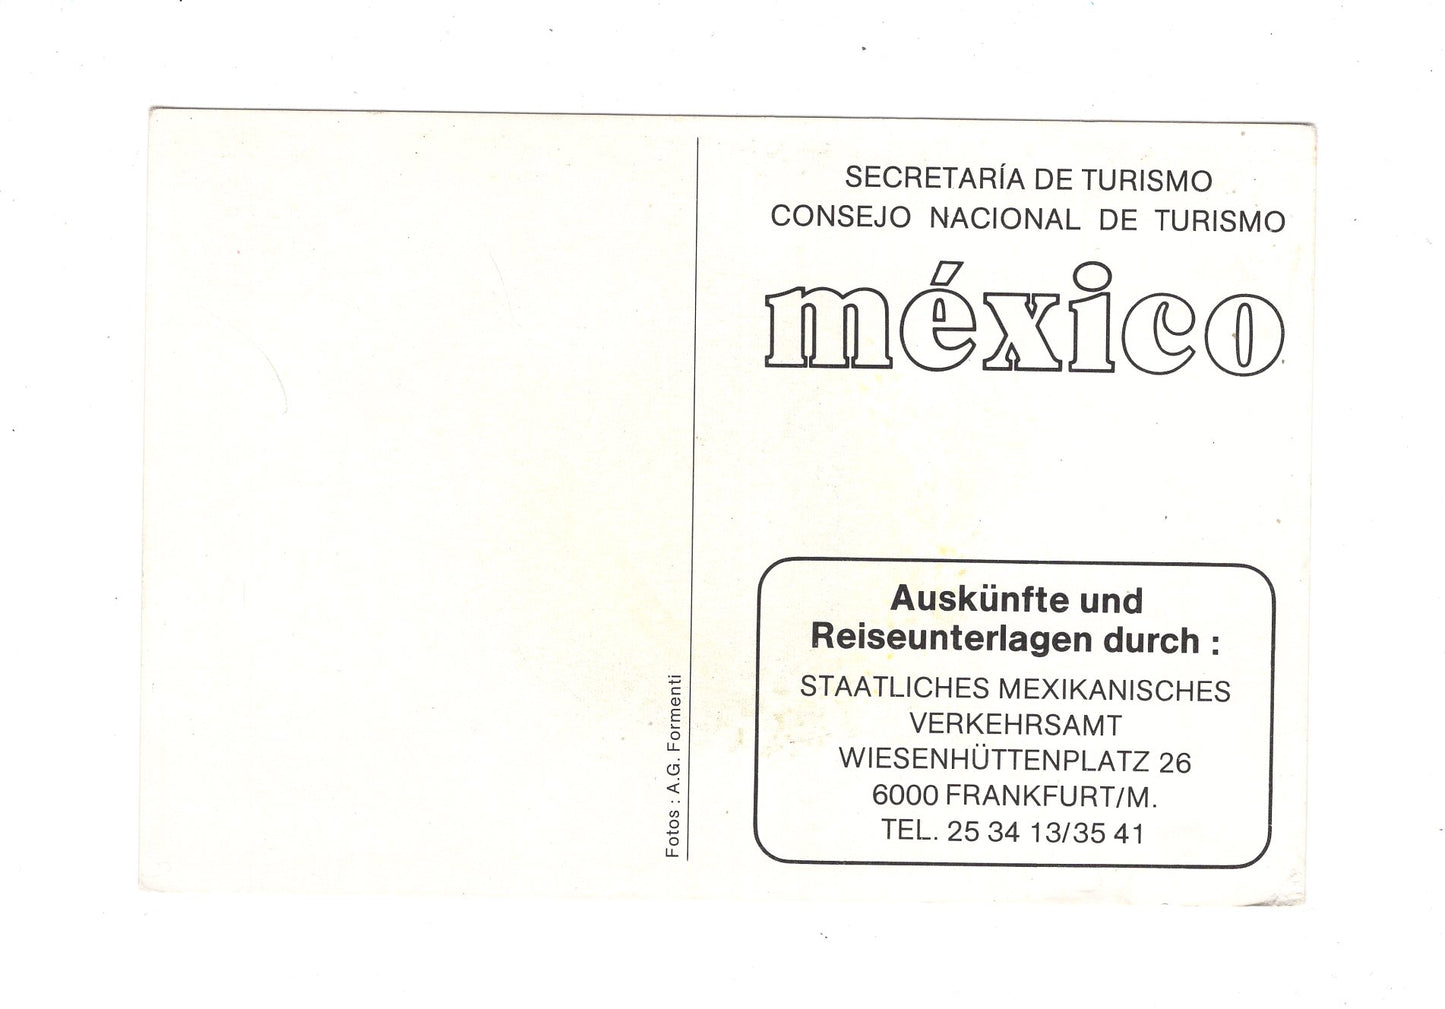 SECRETARÍA DE TURISMO
CONSEJO NACIONAL DE TURISMO
méxico
Auskünfte und
Reiseunterlagen durch :
STAATLICHES MEXIKANISCHES
VERKEHRSAMT
WIESENHÜTTENPLATZ 26
6000 FRANKFURT/M.
TEL. 25 34 13/35 41
Fotos : A.G. Formenti